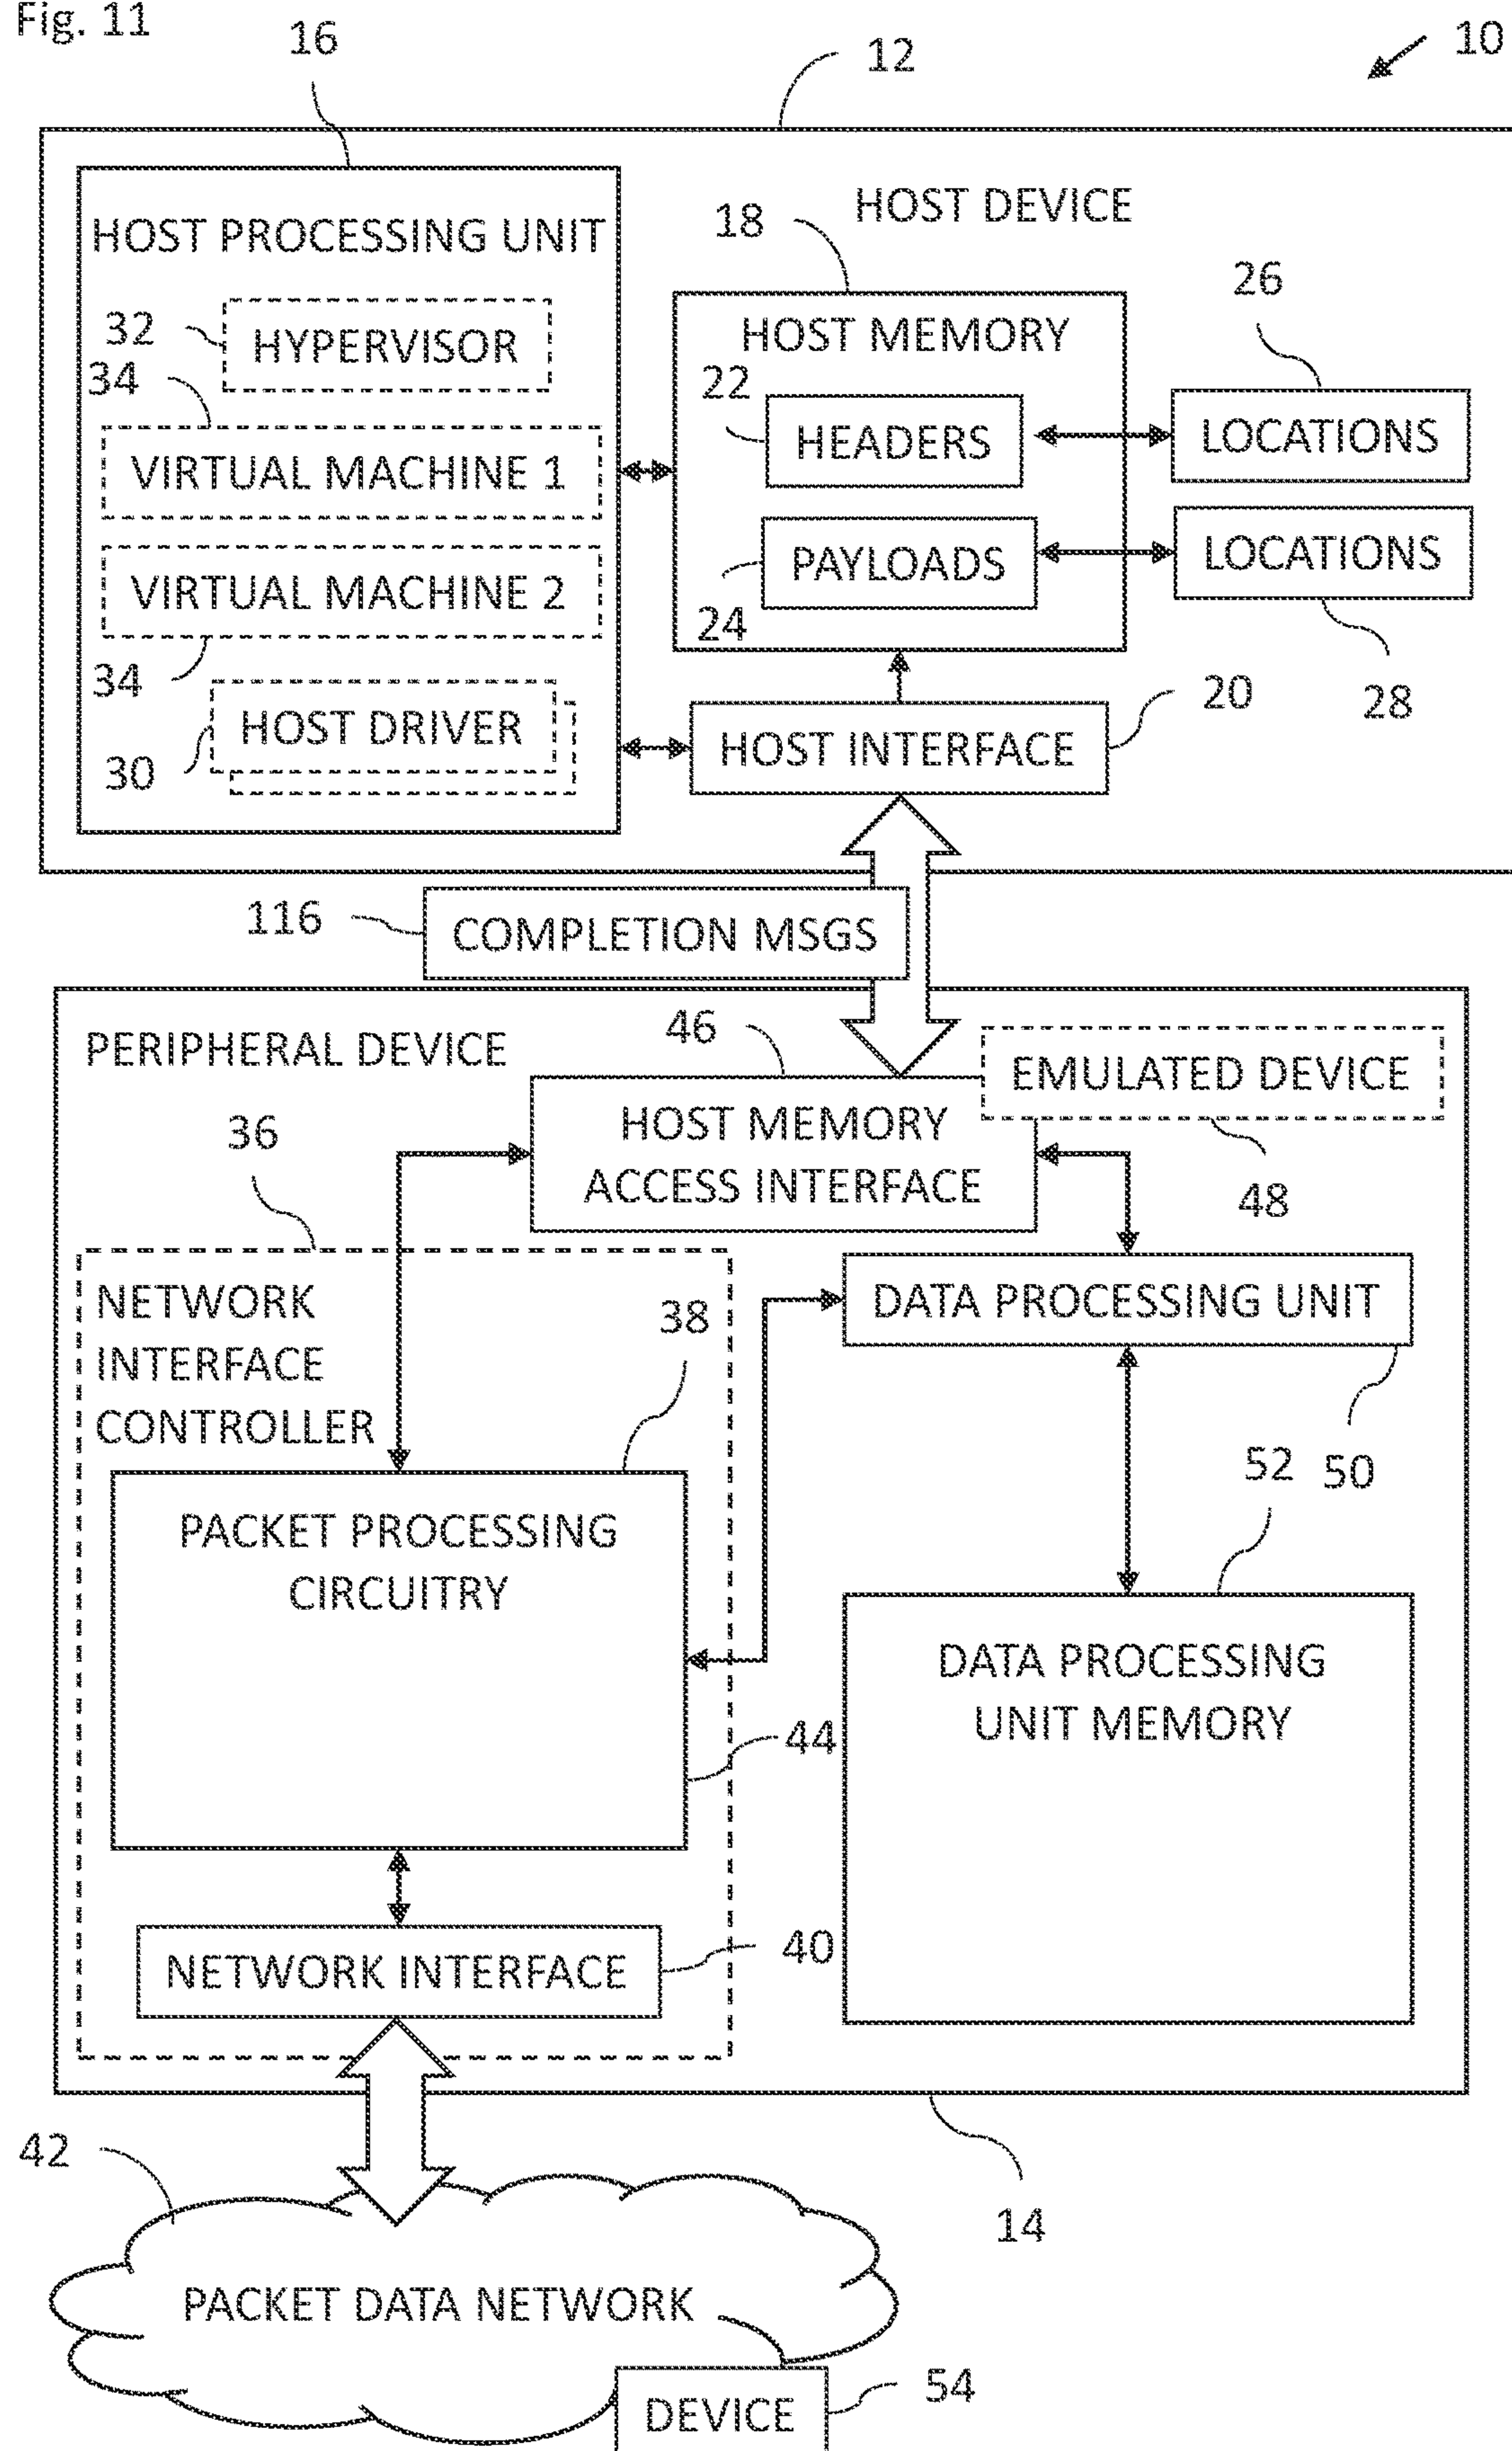 Fig. 11
10
12
16
HOST DEVICE
HOST PROCESSING UNIT
18
26
32
HYPERVISOR
HOST MEMORY
34
22
HEADERS
LOCATIONS
VIRTUAL MACHINE 1
VIRTUAL MACHINE 2
PAYLOADS
LOCATIONS
24
34
28
HOST DRIVER
20
30
HOST INTERFACE
116
COMPLETION MSGS
PERIPHERAL DEVICE
46
EMULATED DEVICE
36
HOST MEMORY
ACCESS INTERFACE
48
NETWORK
INTERFACE
CONTROLLER
38
DATA PROCESSING UNIT
52
50
PACKET PROCESSING
CIRCUITRY
DATA PROCESSING
UNIT MEMORY
44
NETWORK INTERFACE
40
42
14
PACKET DATA NETWORK
DEVICE
54